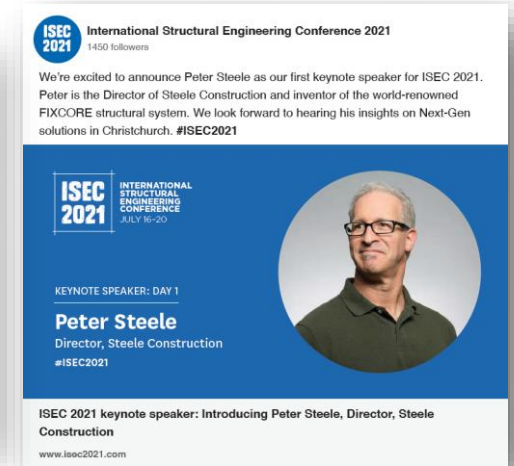 ISEC
2021
International Structural Engineering Conference 2021
1450 followers
We're excited to announce Peter Steele as our first keynote speaker for ISEC 2021.
Peter is the Director of Steele Construction and inventor of the world-renowned
FIXCORE structural system. We look forward to hearing his insights on Next-Gen
solutions in Christchurch. #ISEC2021
ISEC
2021
INTERNATIONAL
STRUCTURAL
ENGINEERING
CONFERENCE
JULY 16-20
KEYNOTE SPEAKER: DAY 1
Peter Steele
Director, Steele Construction
#ISEC2021
ISEC 2021 keynote speaker: Introducing Peter Steele, Director, Steele
Construction
www.isec2021.com